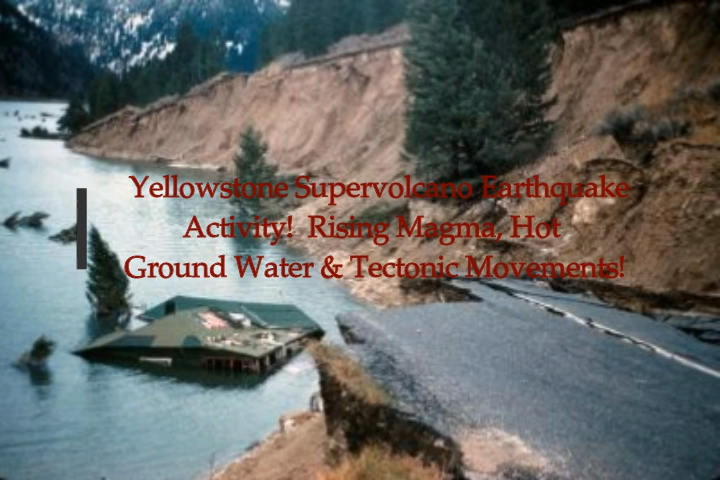 Yellowstone Supervolcano Earthquake
Activity! Rising Magma, Hot
Ground Water & Tectonic Movements!